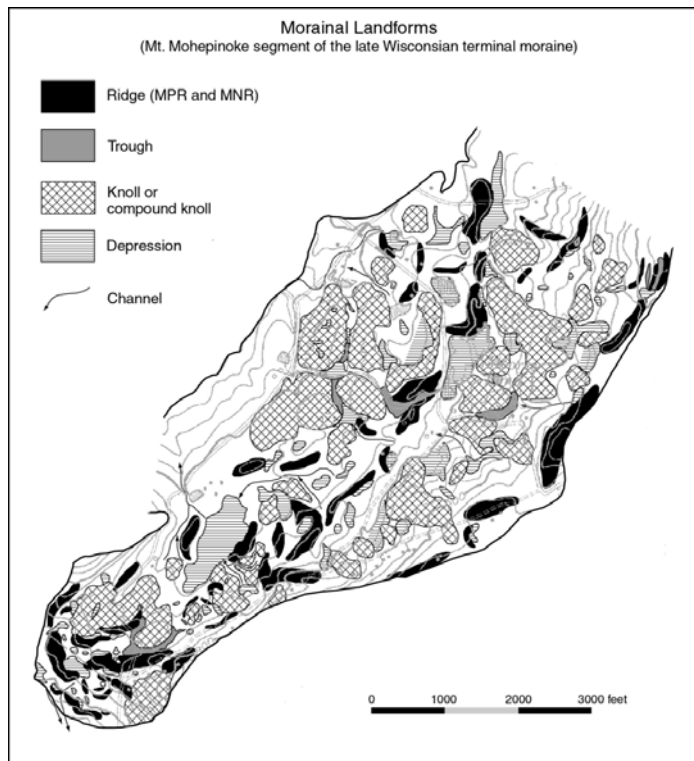 Morainal Landforms
(Mt. Mohepinoke segment of the late Wisconsian terminal moraine)
Ridge (MPR and MNR)
Trough
Knoll or
compound knoll
Depression
Channel
0 1000 2000 3000 feet